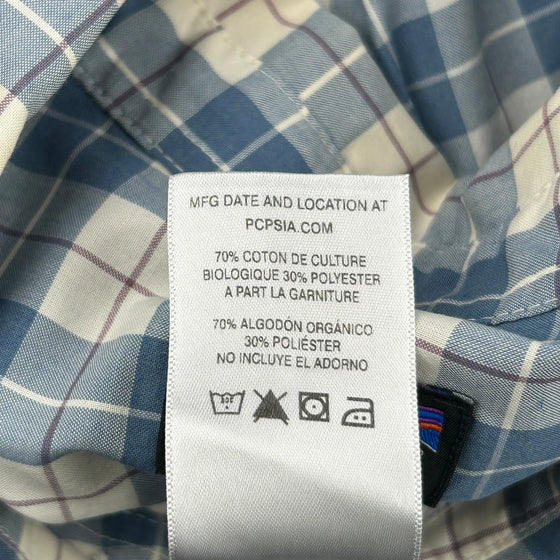 MFG DATE AND LOCATION AT
PCPSIA.COM
70% COTON DE CULTURE
BIOLOGIQUE 30% POLYESTER
A PART LA GARNITURE
70% ALGODÓN ORGÁNICO
30% POLIÉSTER
NO INCLUYE EL ADORNO